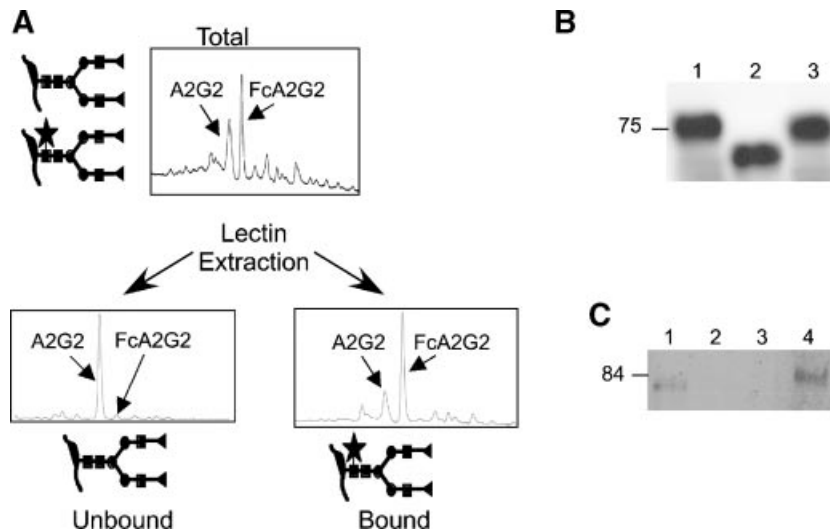 A
Total
A2G2
FcA2G2
Lectin
Extraction
A2G2
FcA2G2
A2G2
FcA2G2
Unbound
Bound
B
1 2 3
75
C
1 2 3 4
84